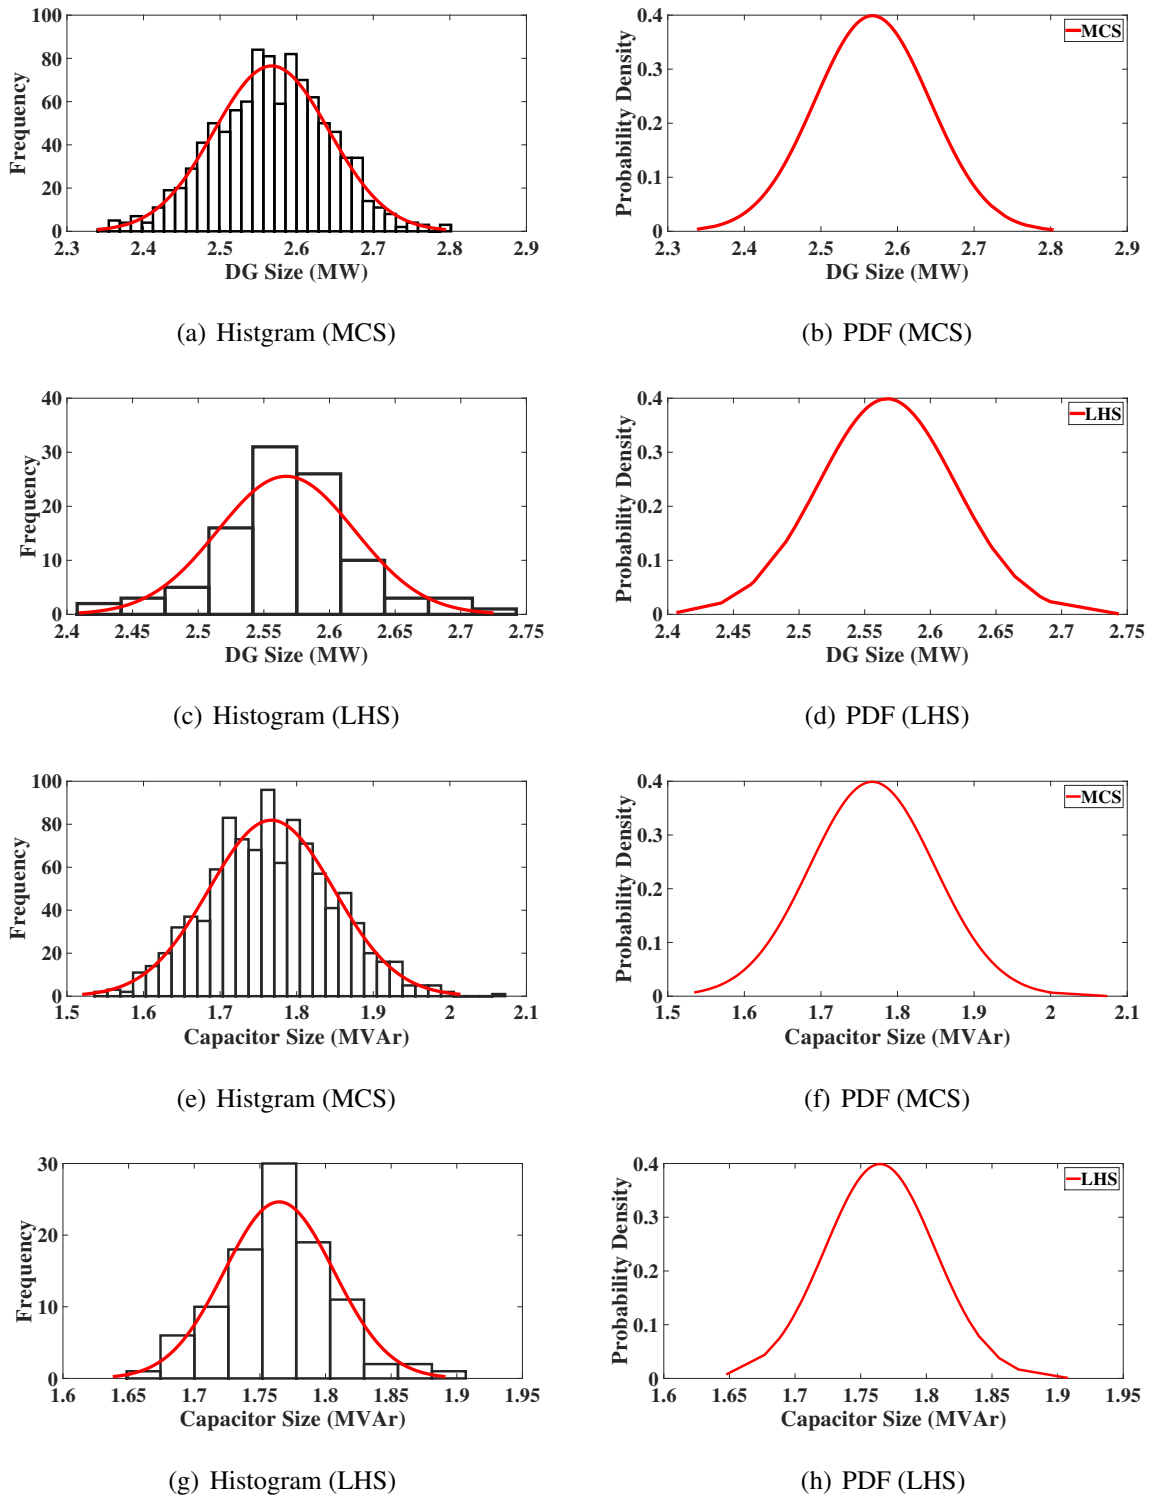 100
80
60
40
20
0
2.3 2.4 2.5 2.6 2.7 2.8 2.9
Frequency
DG Size (MW)
(a) Histgram (MCS)
0.4
0.3
0.2
0.1
0
2.3 2.4 2.5 2.6 2.7 2.8 2.9
Probability Density
DG Size (MW)
MCS
(b) PDF (MCS)
40
30
20
10
0
2.4 2.45 2.5 2.55 2.6 2.65 2.7 2.75
Frequency
DG Size (MW)
(c) Histogram (LHS)
0.4
0.3
0.2
0.1
0
2.4 2.45 2.5 2.55 2.6 2.65 2.7 2.75
Probability Density
DG Size (MW)
LHS
(d) PDF (LHS)
100
80
60
40
20
0
1.5 1.6 1.7 1.8 1.9 2 2.1
Frequency
Capacitor Size (MVAr)
(e) Histgram (MCS)
0.4
0.3
0.2
0.1
0
1.5 1.6 1.7 1.8 1.9 2 2.1
Probability Density
Capacitor Size (MVAr)
MCS
(f) PDF (MCS)
30
20
10
0
1.6 1.65 1.7 1.75 1.8 1.85 1.9 1.95
Frequency
Capacitor Size (MVAr)
(g) Histogram (LHS)
0.4
0.3
0.2
0.1
0
1.6 1.65 1.7 1.75 1.8 1.85 1.9 1.95
Probability Density
Capacitor Size (MVAr)
LHS
(h) PDF (LHS)